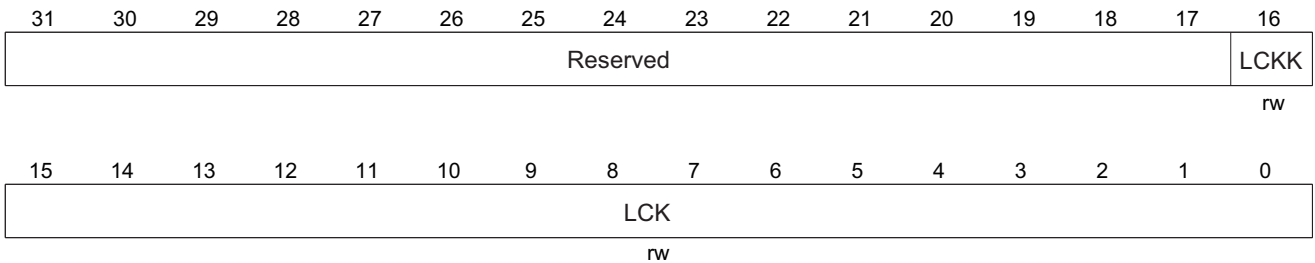 31 30 29 28 27 26 25 24 23 22 21 20 19 18 17 16
Reserved LCKK
rw
15 14 13 12 11 10 9 8 7 6 5 4 3 2 1 0
LCK
rw